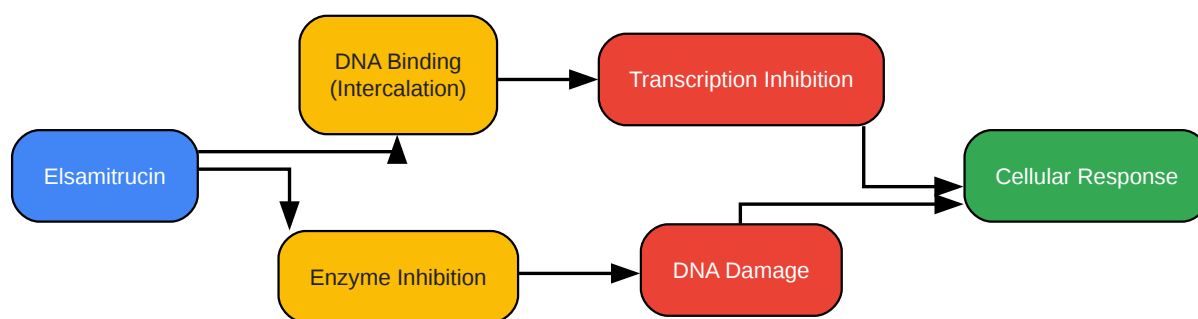 DNA Binding
(Intercalation)
Transcription Inhibition
Elsamitrucin
Cellular Response
Enzyme Inhibition
DNA Damage